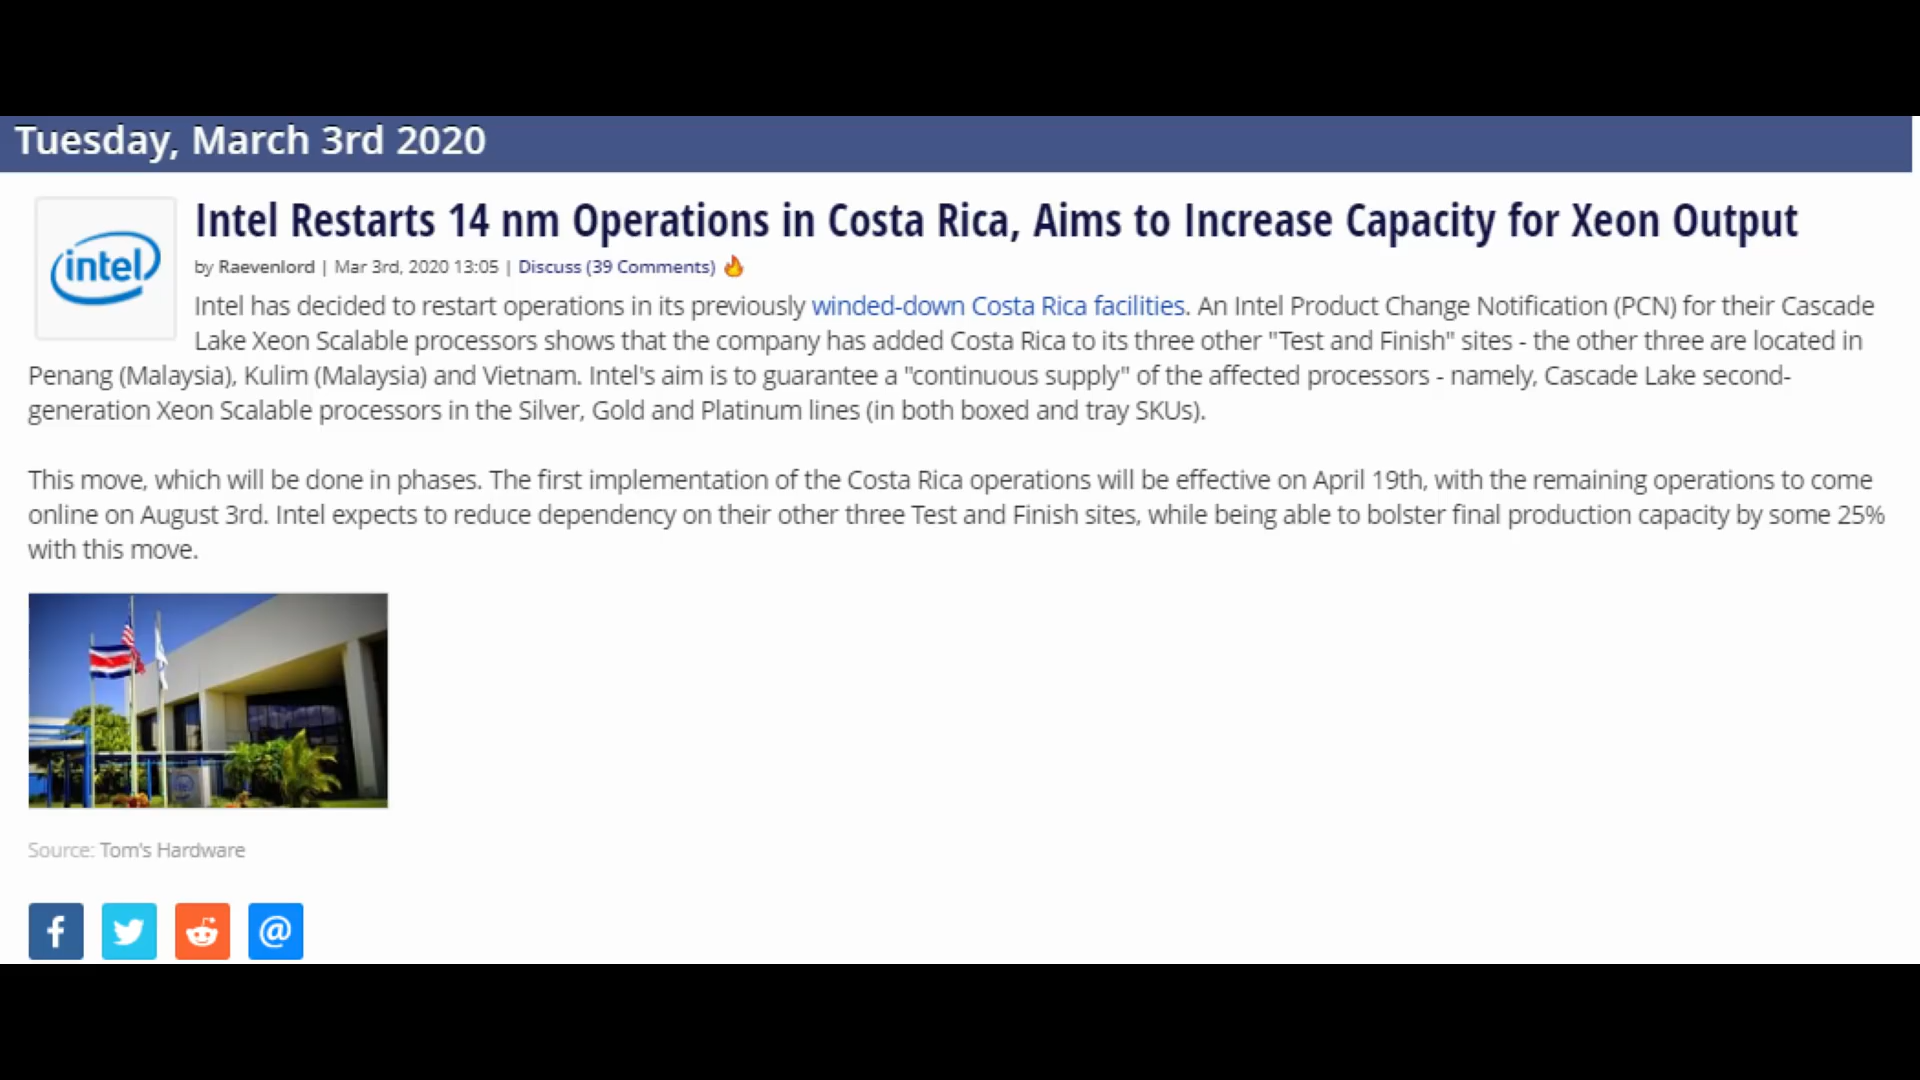 Tuesday, March 3rd 2020
intel
Intel Restarts 14 nm Operations in Costa Rica, Aims to Increase Capacity for Xeon Output
by Raevenlord | Mar 3rd, 2020 13:05 | Discuss (39 Comments)
Intel has decided to restart operations in its previously winded-down Costa Rica facilities. An Intel Product Change Notification (PCN) for their Cascade
Lake Xeon Scalable processors shows that the company has added Costa Rica to its three other "Test and Finish" sites - the other three are located in
Penang (Malaysia), Kulim (Malaysia) and Vietnam. Intel's aim is to guarantee a "continuous supply" of the affected processors - namely, Cascade Lake second-
generation Xeon Scalable processors in the Silver, Gold and Platinum lines (in both boxed and tray SKUs).
This move, which will be done in phases. The first implementation of the Costa Rica operations will be effective on April 19th, with the remaining operations to come
online on August 3rd. Intel expects to reduce dependency on their other three Test and Finish sites, while being able to bolster final production capacity by some 25%
with this move.
Source: Tom's Hardware